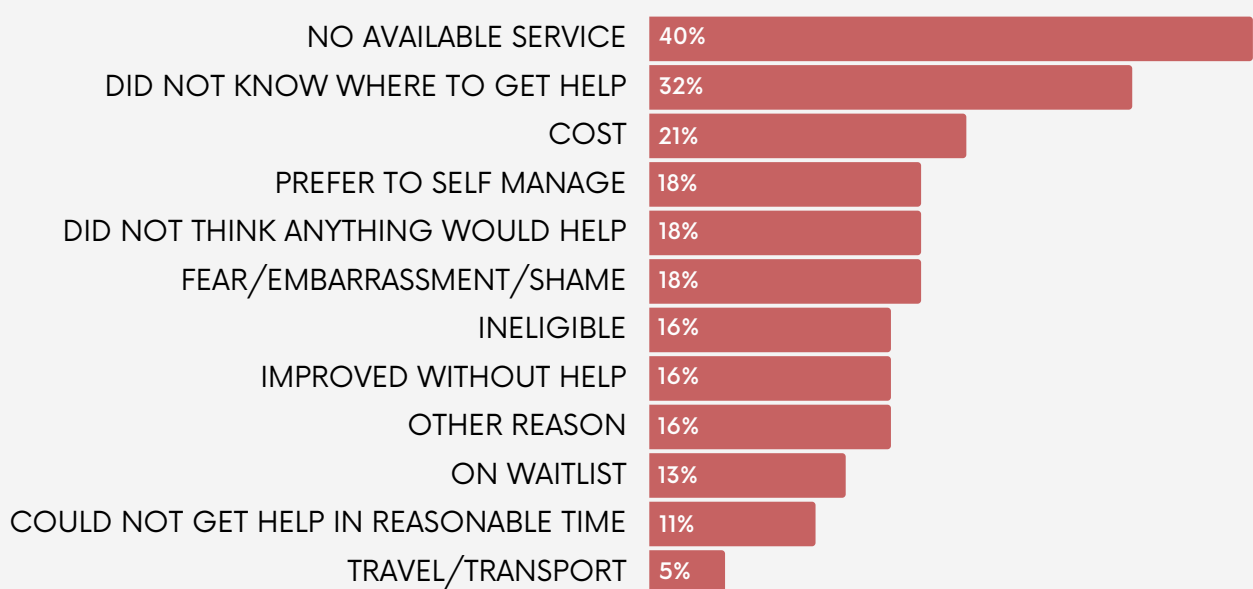 NO AVAILABLE SERVICE 40%
DID NOT KNOW WHERE TO GET HELP 32%
COST 21%
PREFER TO SELF MANAGE 18%
DID NOT THINK ANYTHING WOULD HELP 18%
FEAR/EMBARRASSMENT/SHAME 18%
INELIGIBLE 16%
IMPROVED WITHOUT HELP 16%
OTHER REASON 16%
ON WAITLIST 13%
COULD NOT GET HELP IN REASONABLE TIME 11%
TRAVEL/TRANSPORT 5%